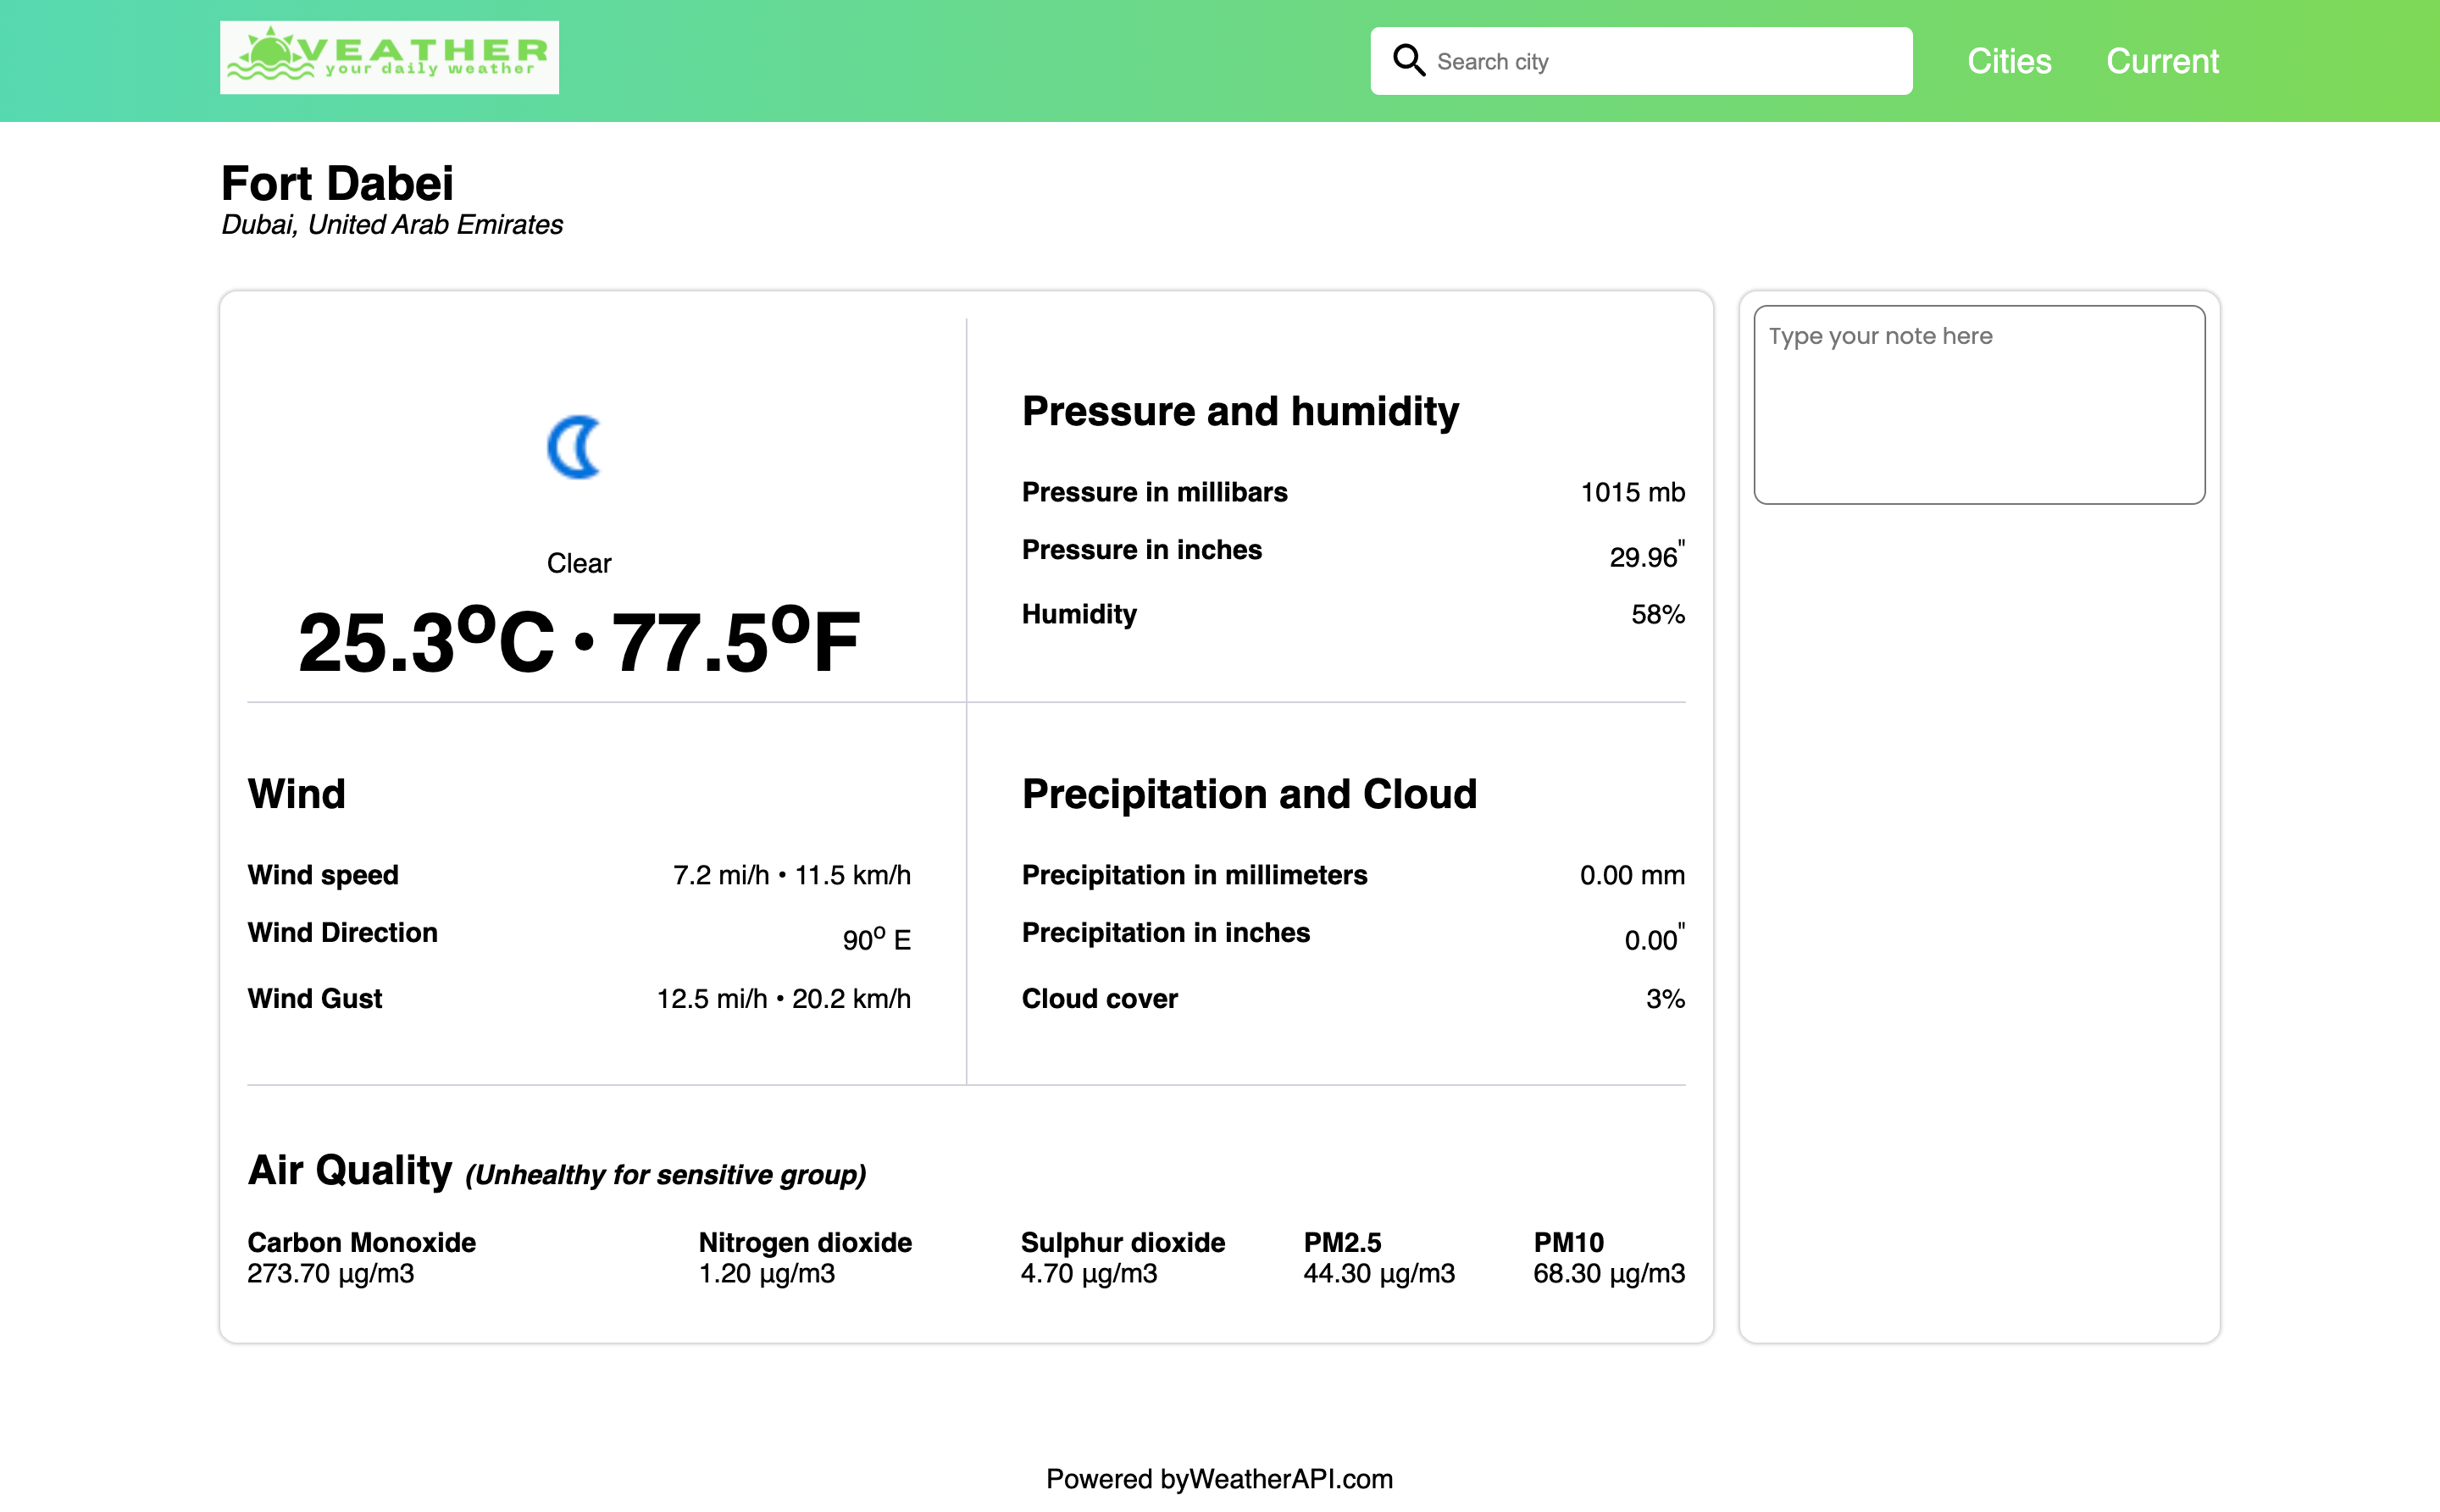 VEATHER
your daily weather
Search city
Cities
Current
Fort Dabei
Dubai, United Arab Emirates
Clear
25.3ºC • 77.5ºF
Pressure and humidity
Pressure in millibars 1015 mb
Pressure in inches 29.96"
Humidity 58%
Type your note here
Wind
Wind speed 7.2 mi/h • 11.5 km/h
Wind Direction 90º E
Wind Gust 12.5 mi/h • 20.2 km/h
Precipitation and Cloud
Precipitation in millimeters 0.00 mm
Precipitation in inches 0.00"
Cloud cover 3%
Air Quality (Unhealthy for sensitive group)
Carbon Monoxide
273.70 µg/m3
Nitrogen dioxide
1.20 µg/m3
Sulphur dioxide
4.70 µg/m3
PM2.5
44.30 µg/m3
PM10
68.30 µg/m3
Powered byWeatherAPI.com